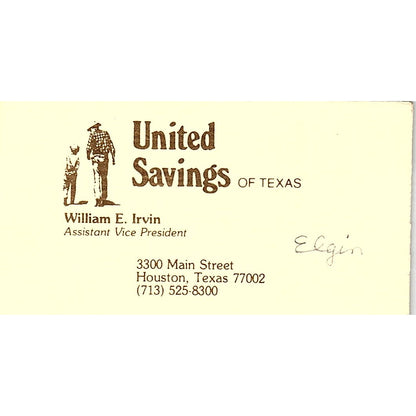 United
Savings OF TEXAS
William E. Irvin
Assistant Vice President
Elgin
3300 Main Street
Houston, Texas 77002
(713) 525-8300